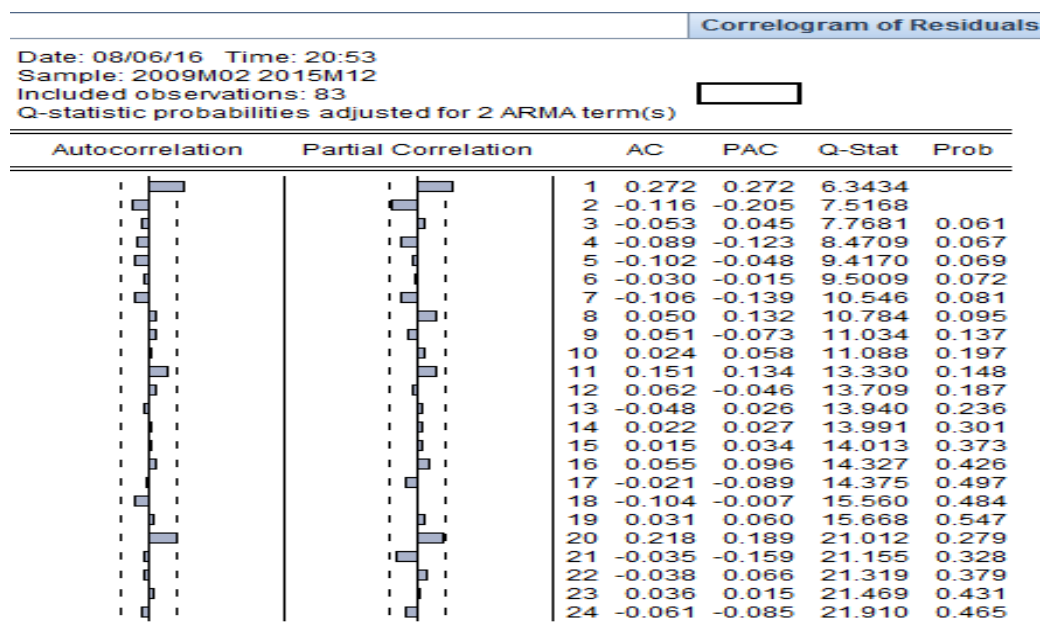 Correlogram of Residuals
Date: 08/06/16 Time: 20:53
Sample: 2009M02 2015M12
Included observations: 83
Q-statistic probabilities adjusted for 2 ARMA term(s)
Autocorrelation Partial Correlation AC PAC Q-Stat Prob
1 0.272 0.272 6.3434
2 -0.116 -0.205 7.5168
3 -0.053 0.045 7.7681 0.061
4 -0.089 -0.123 8.4709 0.067
5 -0.102 -0.048 9.4170 0.069
6 -0.030 -0.015 9.5009 0.072
7 -0.106 -0.139 10.546 0.081
8 0.050 0.132 10.784 0.095
9 0.051 -0.073 11.034 0.137
10 0.024 0.058 11.088 0.197
11 0.151 0.134 13.330 0.148
12 0.062 -0.046 13.709 0.187
13 -0.048 0.026 13.940 0.236
14 0.022 0.027 13.991 0.301
15 0.015 0.034 14.013 0.373
16 0.055 0.096 14.327 0.426
17 -0.021 -0.089 14.375 0.497
18 -0.104 -0.007 15.560 0.484
19 0.031 0.060 15.668 0.547
20 0.218 0.189 21.012 0.279
21 -0.035 -0.159 21.155 0.328
22 -0.038 0.066 21.319 0.379
23 0.036 0.015 21.469 0.431
24 -0.061 -0.085 21.910 0.465